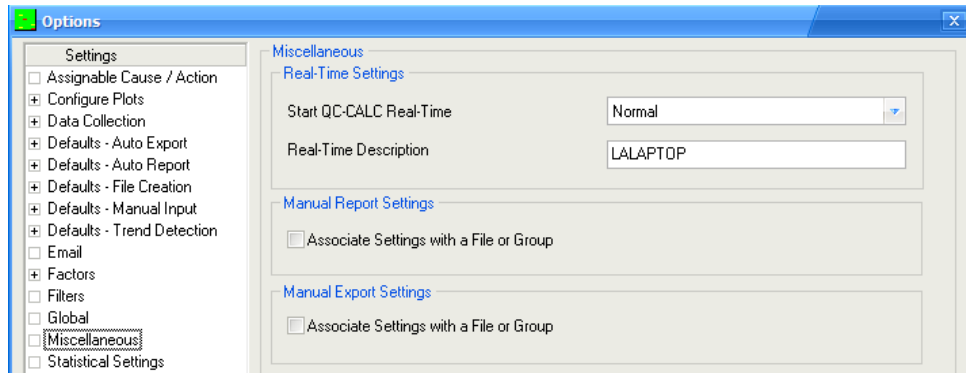 Options
Settings
Assignable Cause / Action
Configure Plots
Data Collection
Defaults - Auto Export
Defaults - Auto Report
Defaults - File Creation
Defaults - Manual Input
Defaults - Trend Detection
Email
Factors
Filters
Global
Miscellaneous
Statistical Settings
Miscellaneous
Real-Time Settings
Start QC-CALC Real-Time Normal
Real-Time Description LALAPTOP
Manual Report Settings
Associate Settings with a File or Group
Manual Export Settings
Associate Settings with a File or Group